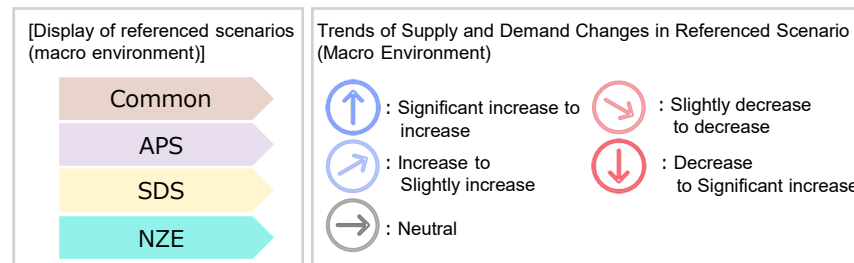 [Display of referenced scenarios
(macro environment)]
Common
APS
SDS
NZE
Trends of Supply and Demand Changes in Referenced Scenario
(Macro Environment)
: Significant increase to
increase
: Increase to
Slightly increase
: Neutral
: Slightly decrease
to decrease
: Decrease
to Significant increase